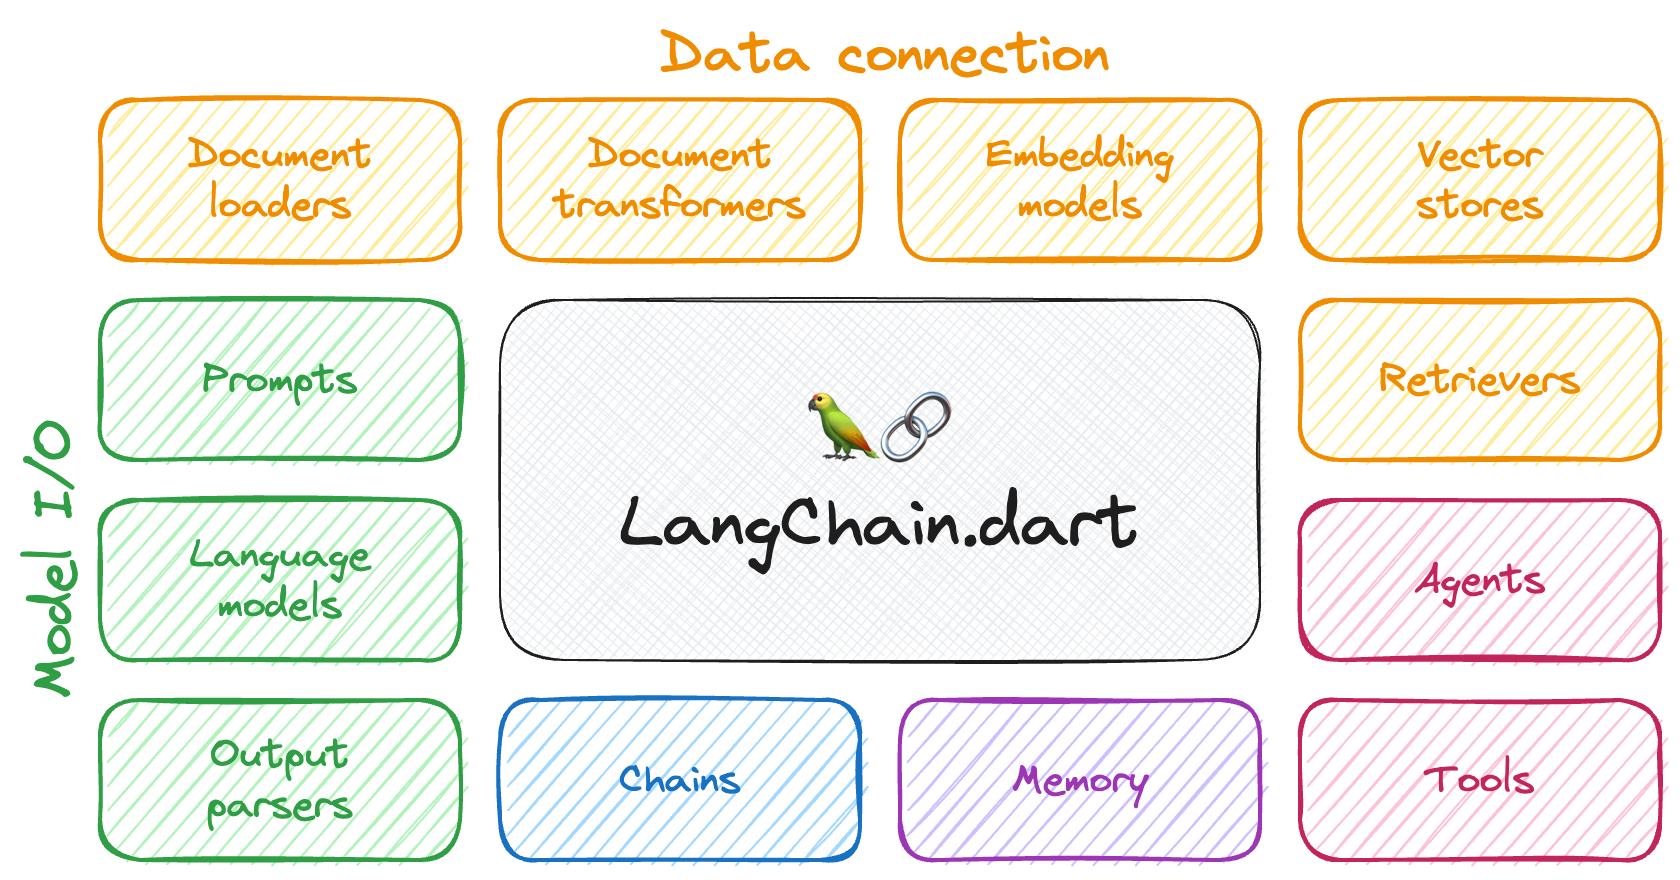 Data connection
Document
loaders
Document
transformers
Embedding
models
Vector
stores
Model I/O
Prompts
LangChain.dart
Retrievers
Language
models
Agents
Output
parsers
Chains
Memory
Tools